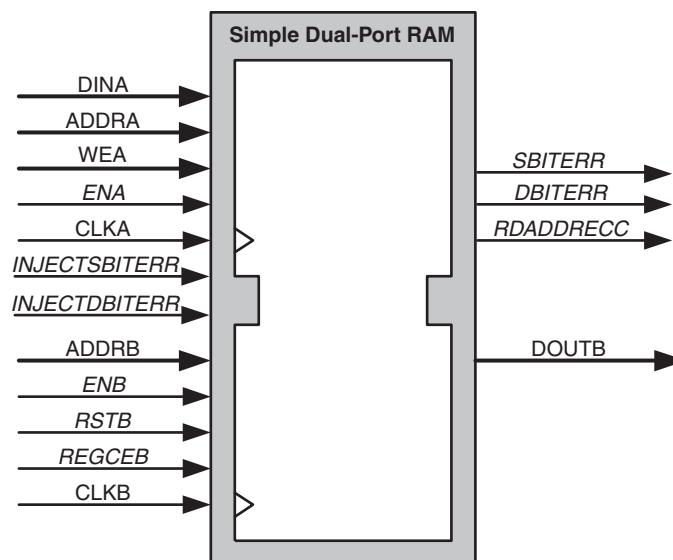 Simple Dual-Port RAM
DINA
ADDRA
WEA
ENA
CLKA
INJECTSBITERR
INJECTDBITERR
ADDRB
ENB
RSTB
REGCEB
CLKB
SBITERR
DBITERR
RDADDRECC
DOUTB